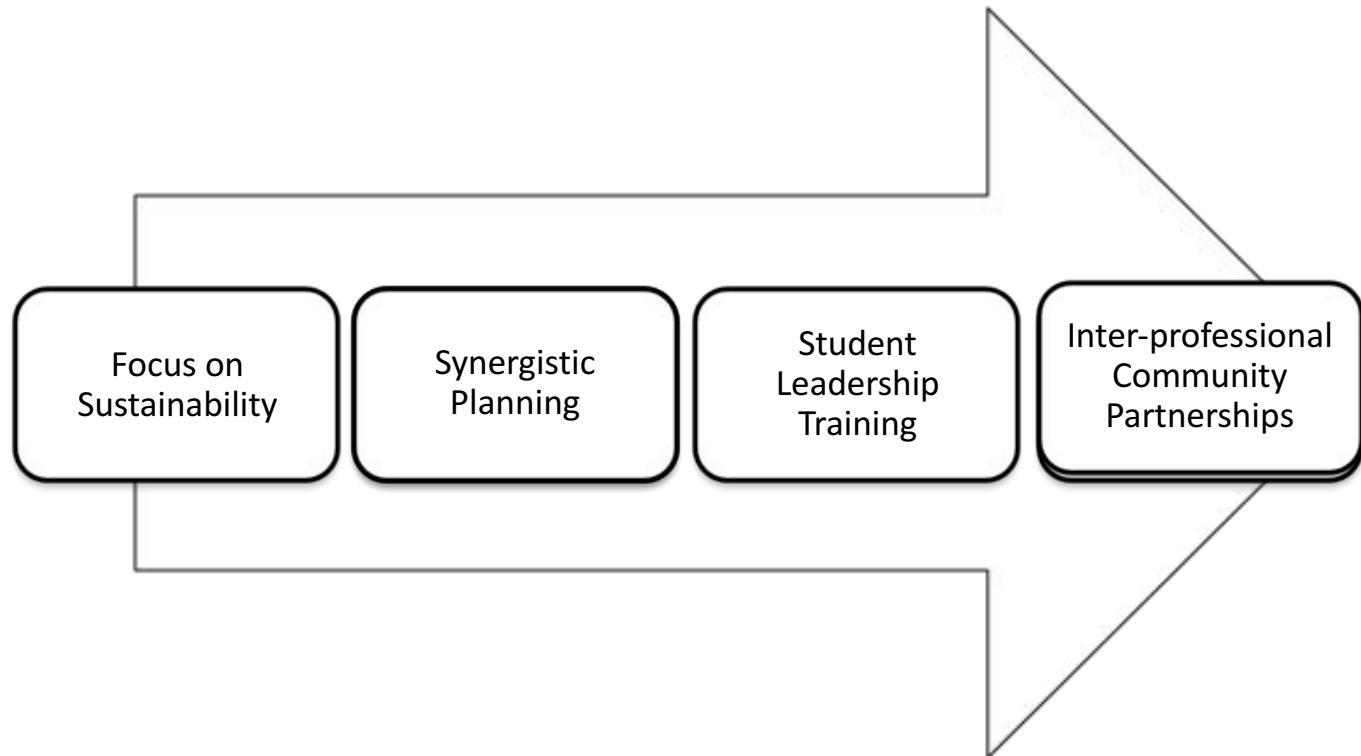 Focus on
Sustainability
Synergistic
Planning
Student
Leadership
Training
Inter-professional
Community
Partnerships